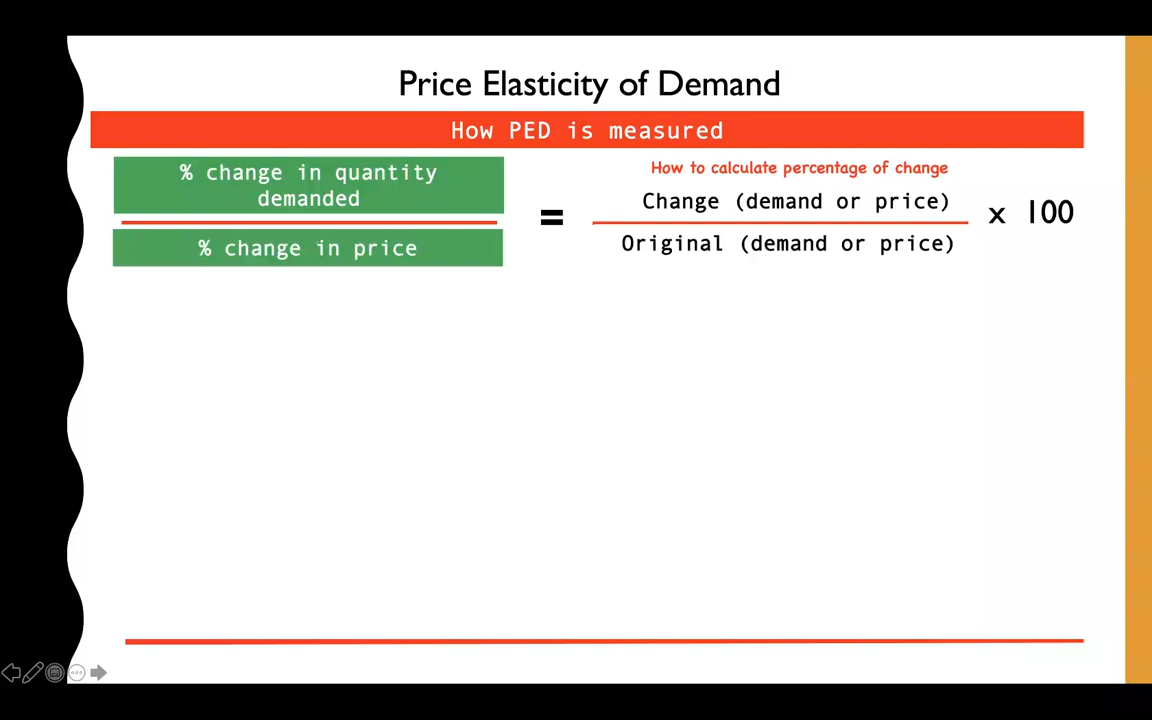 Price Elasticity of Demand
How PED is measured
% change in quantity
demanded
% change in price
=
How to calculate percentage of change
Change (demand or price)
Original (demand or price)
x 100